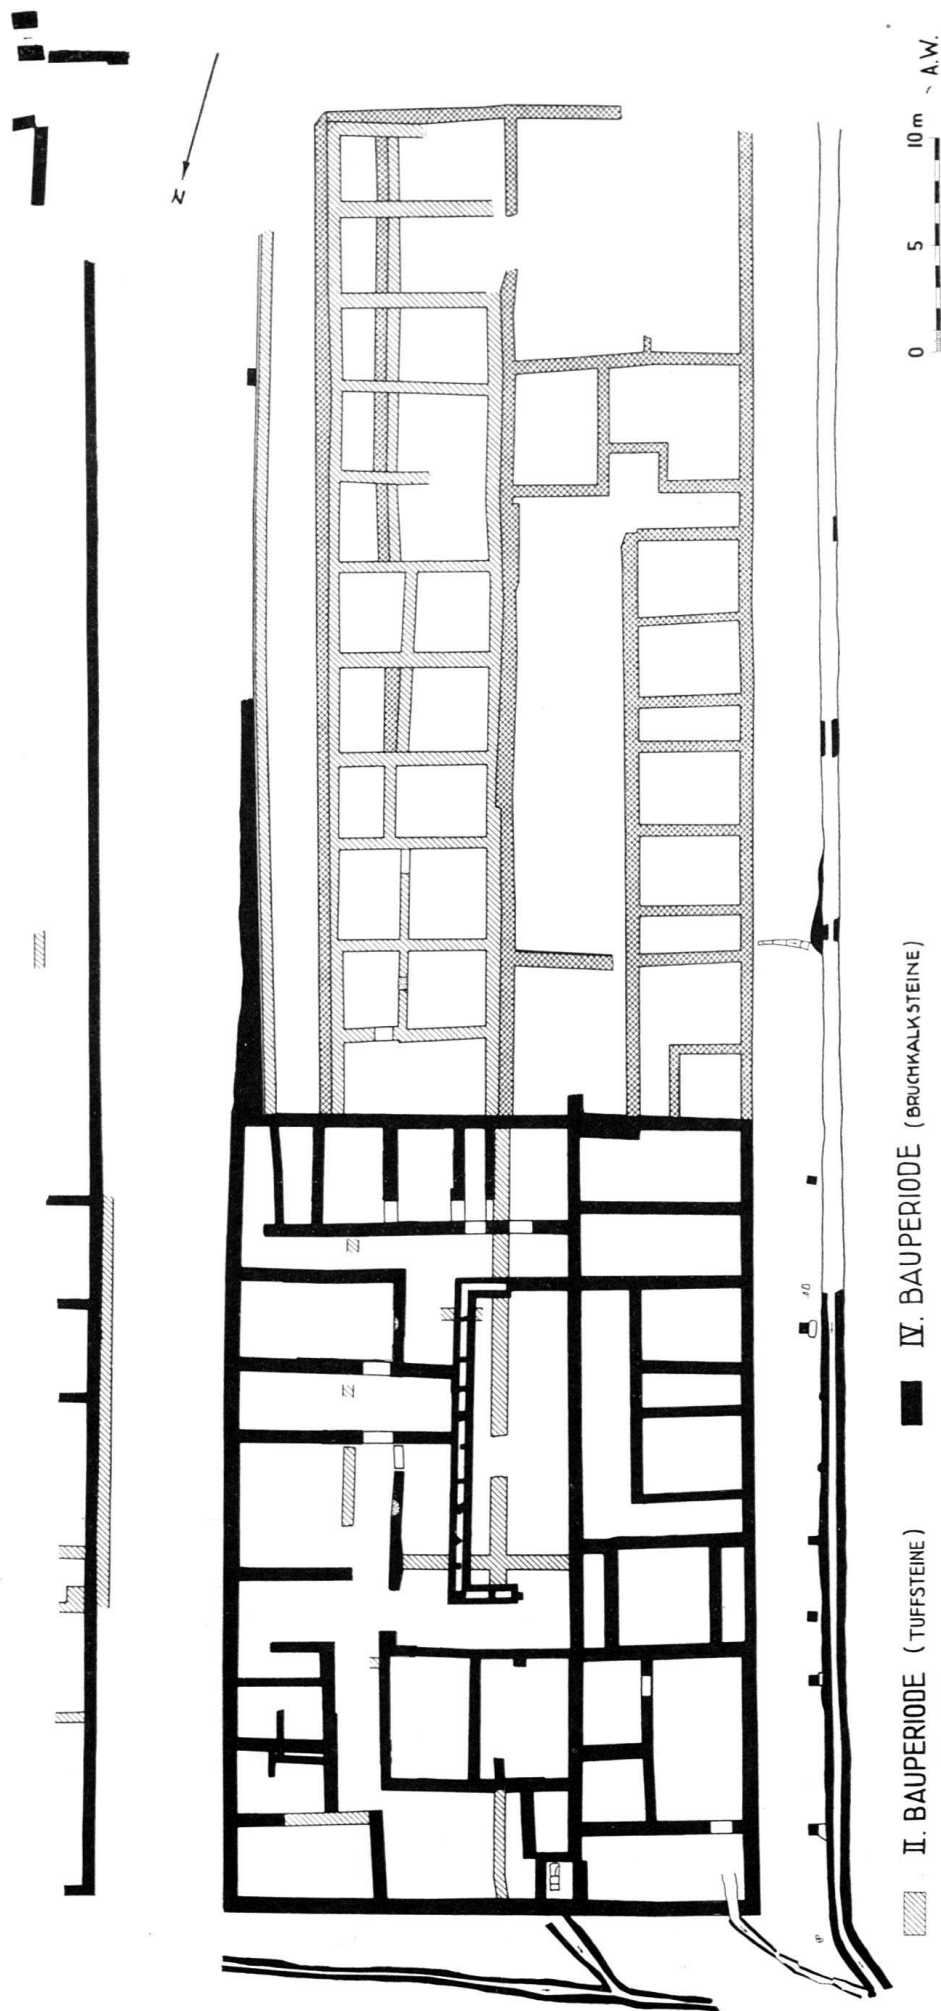 N
0 5 10 m
A.W.
II. BAUPERIODE (TUFFSTEINE)
IV. BAUPERIODE (BRUCHKALKSTEINE)